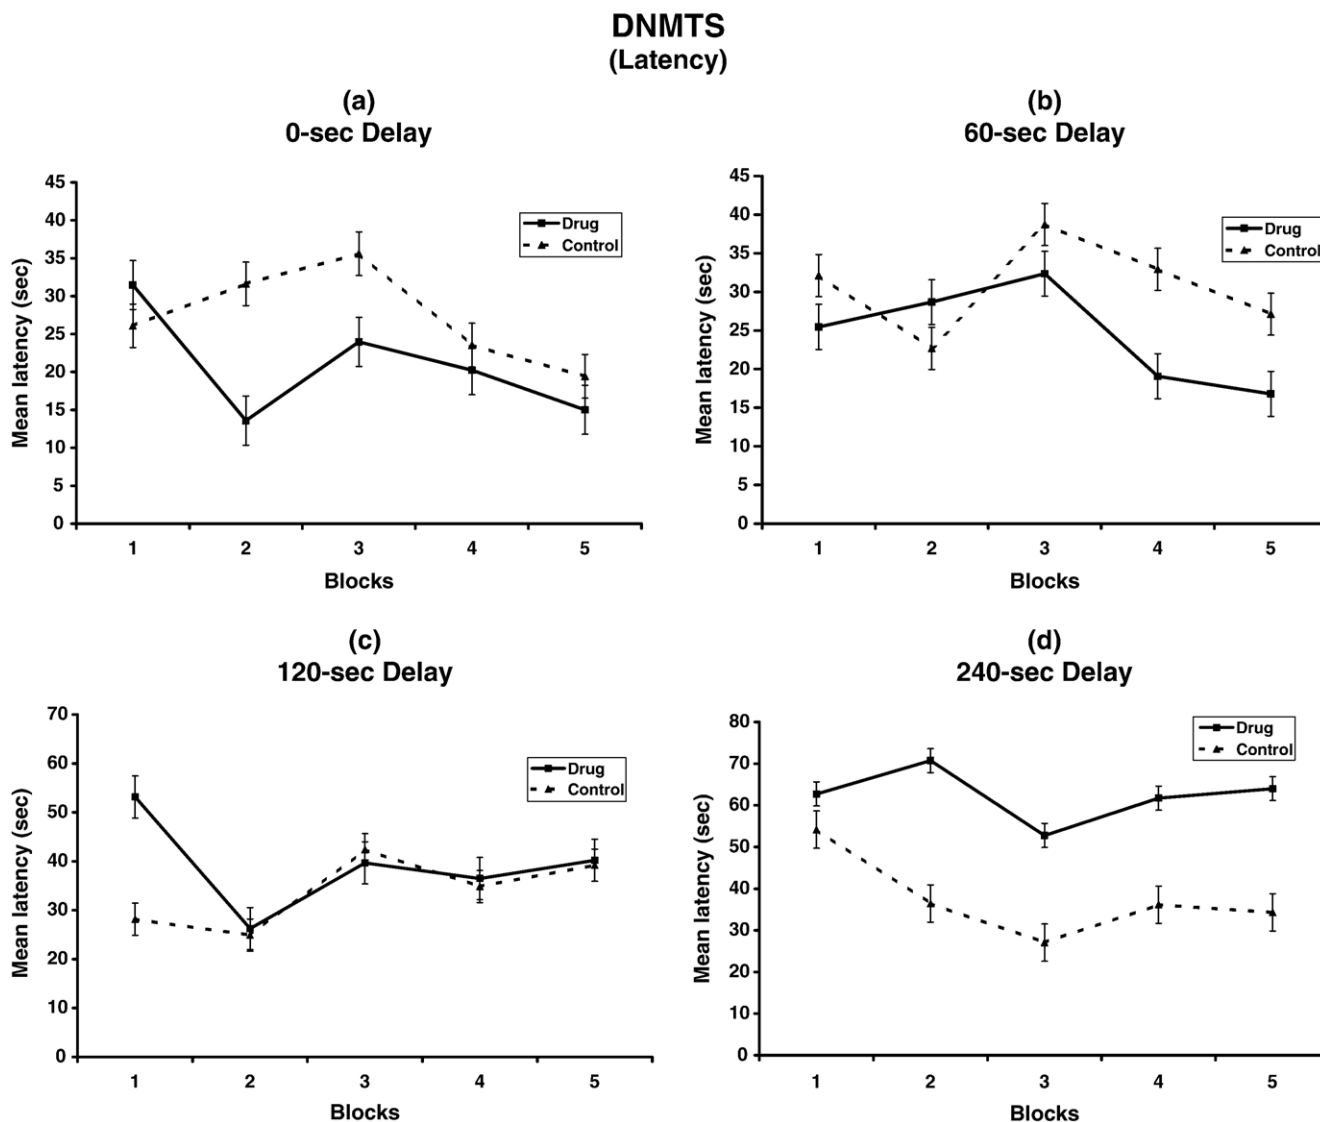 DNMTS
(Latency)
(a)
0-sec Delay
45
40
35
30
25
20
15
10
5
0
Mean latency (sec)
Drug
Control
1 2 3 4 5
Blocks
(b)
60-sec Delay
45
40
35
30
25
20
15
10
5
0
Mean latency (sec)
Drug
Control
1 2 3 4 5
Blocks
(c)
120-sec Delay
70
60
50
40
30
20
10
0
Mean latency (sec)
Drug
Control
1 2 3 4 5
Blocks
(d)
240-sec Delay
80
70
60
50
40
30
20
10
0
Mean latency (sec)
Drug
Control
1 2 3 4 5
Blocks